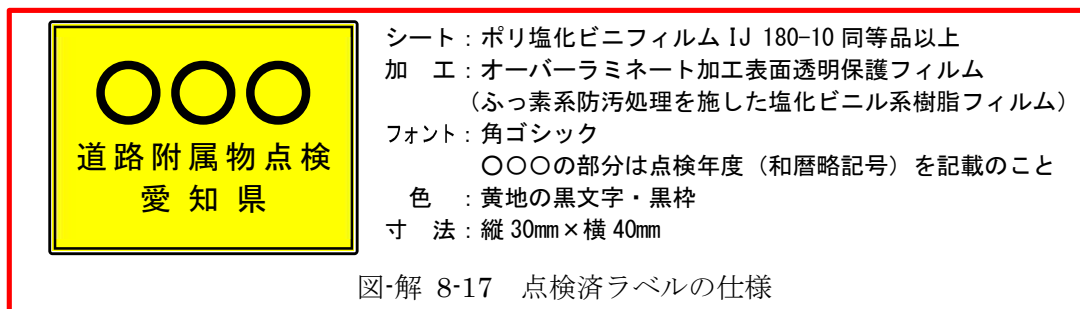 〇〇〇
道路附属物点検
愛知県
シート：ポリ塩化ビニフィルム IJ 180-10 同等品以上
加　工：オーバーラミネート加工表面透明保護フィルム
（ふっ素系防汚処理を施した塩化ビニル系樹脂フィルム）
フォント：角ゴシック
〇〇〇の部分は点検年度（和暦略記号）を記載のこと
色　：黄地の黒文字・黒枠
寸　法：縦 30mm×横 40mm
図-解 8-17　点検済ラベルの仕様